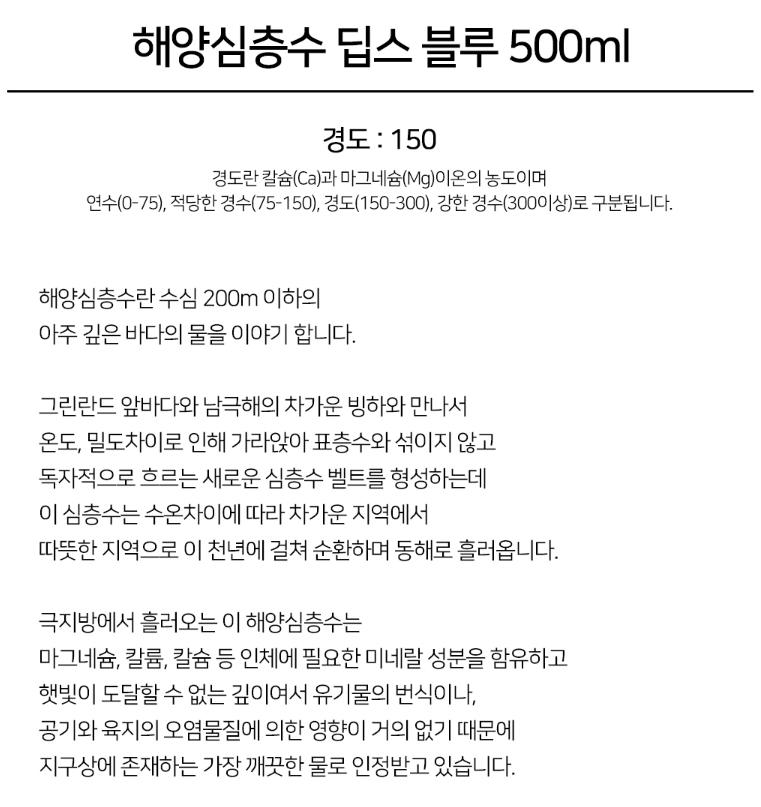 해양심층수 딥스 블루 500ml
경도 : 150
경도란 칼슘(Ca)과 마그네슘(Mg)이온의 농도이며
연수(0-75), 적당한 경수(75-150), 경도(150-300), 강한 경수(300이상)로 구분됩니다.
해양심층수란 수심 200m 이하의
아주 깊은 바다의 물을 이야기 합니다.
그린란드 앞바다와 남극해의 차가운 빙하와 만나서
온도, 밀도차이로 인해 가라앉아 표층수와 섞이지 않고
독자적으로 흐르는 새로운 심층수 벨트를 형성하는데
이 심층수는 수온차이에 따라 차가운 지역에서
따뜻한 지역으로 이 천년에 걸쳐 순환하며 동해로 흘러옵니다.
극지방에서 흘러오는 이 해양심층수는
마그네슘, 칼륨, 칼슘 등 인체에 필요한 미네랄 성분을 함유하고
햇빛이 도달할 수 없는 깊이여서 유기물의 번식이나,
공기와 육지의 오염물질에 의한 영향이 거의 없기 때문에
지구상에 존재하는 가장 깨끗한 물로 인정받고 있습니다.